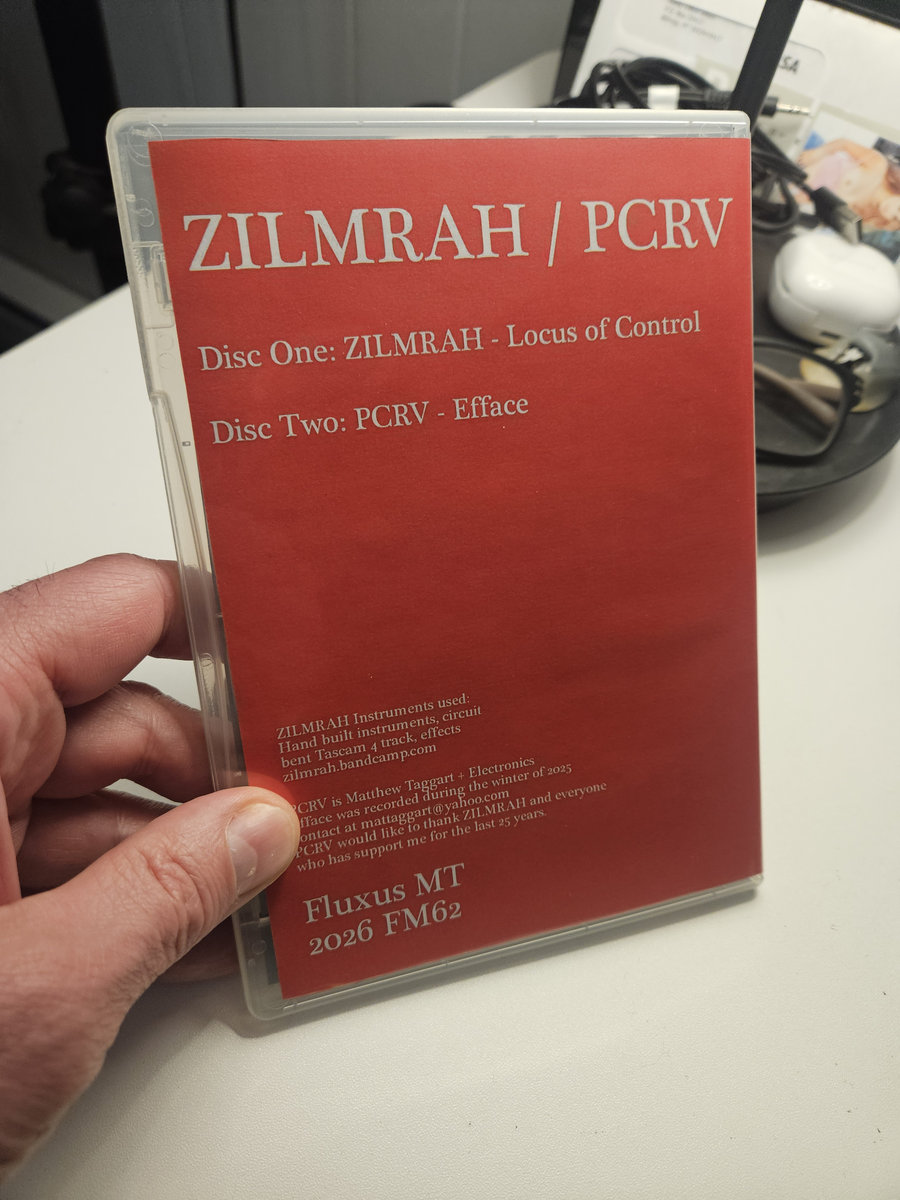 ZILMRAH / PCRV
Disc One: ZILMRAH - Locus of Control
Disc Two: PCRV - Efface
ZILMRAH Instruments used:
Hand built instruments, circuit
bent Tascam 4 track, effects
zilmrah.bandcamp.com
PCRV is Matthew Taggart + Electronics
fface was recorded during the winter of 2025
ontact at mattaggart@yahoo.com
PCRV would like to thank ZILMRAH and everyone
who has support me for the last 25 years.
Fluxus MT
2026 FM62